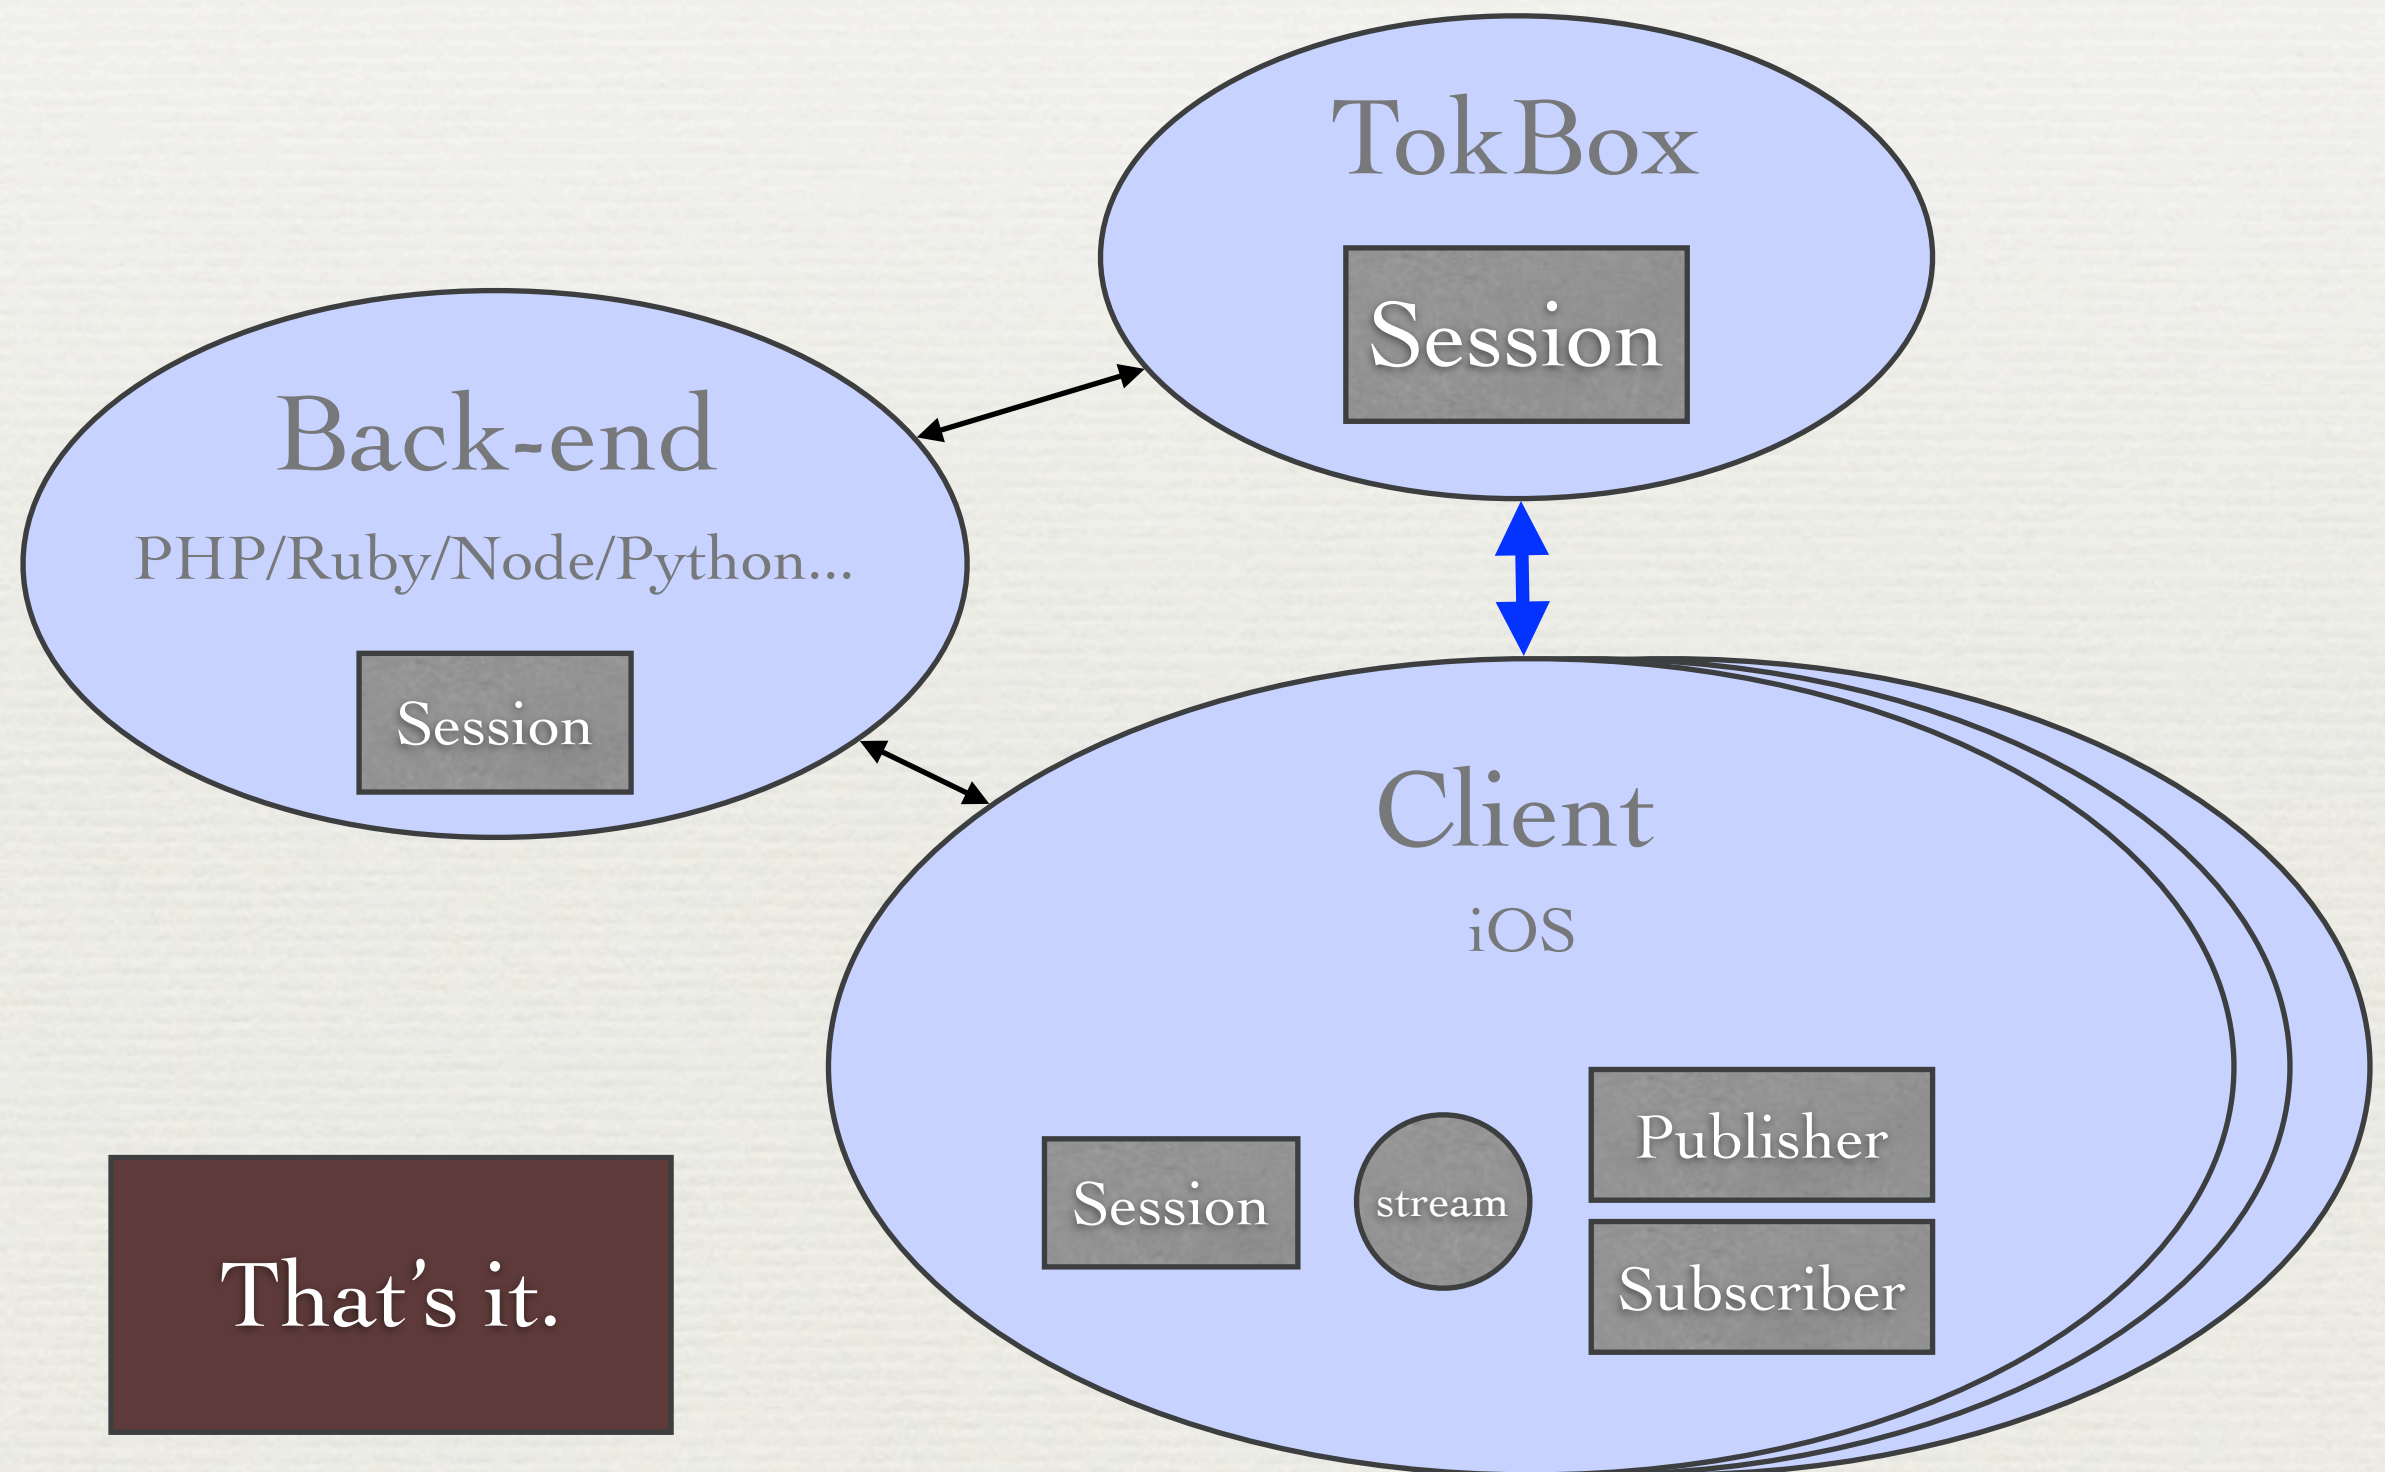 TokBox
Session
Back-end
PHP/Ruby/Node/Python...
Session
Client
iOS
Session
stream
Publisher
Subscriber
That’s it.